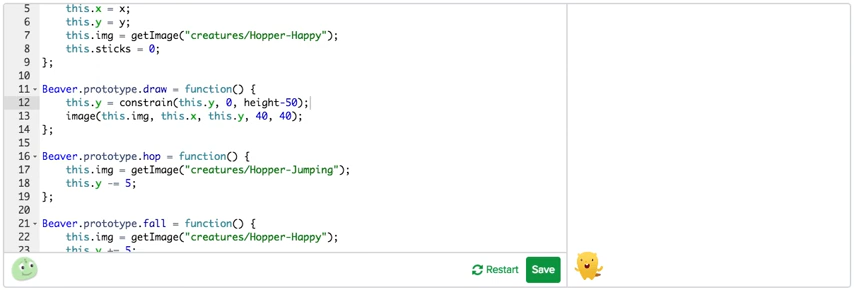 5 this.x = x;
6 this.y = y;
7 this.img = getImage("creatures/Hopper-Happy");
8 this.sticks = 0;
9 };
10
11 Beaver.prototype.draw = function() {
12 this.y = constrain(this.y, 0, height-50);
13 image(this.img, this.x, this.y, 40, 40);
14 };
15
16 Beaver.prototype.hop = function() {
17 this.img = getImage("creatures/Hopper-Jumping");
18 this.y -= 5;
19 };
20
21 Beaver.prototype.fall = function() {
22 this.img = getImage("creatures/Hopper-Happy");
23 this.y += 5;
Restart Save